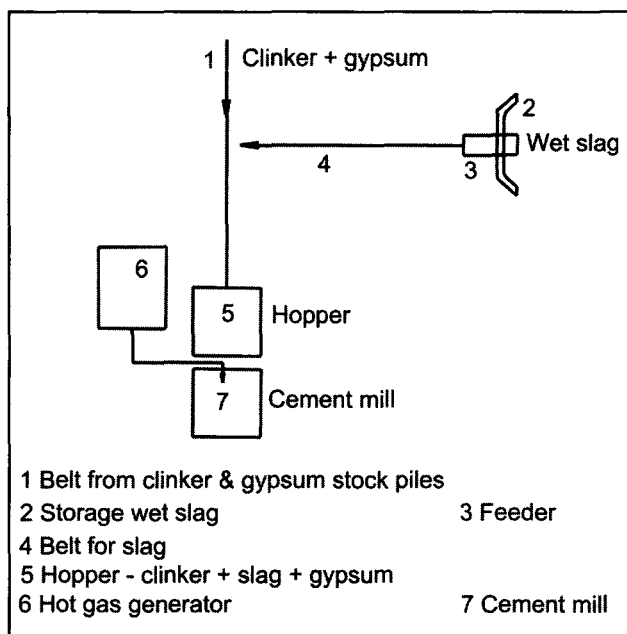 1 Clinker + gypsum
2
Wet slag
3
4
6
5 Hopper
7 Cement mill
1 Belt from clinker & gypsum stock piles
2 Storage wet slag 3 Feeder
4 Belt for slag
5 Hopper - clinker + slag + gypsum
6 Hot gas generator 7 Cement mill